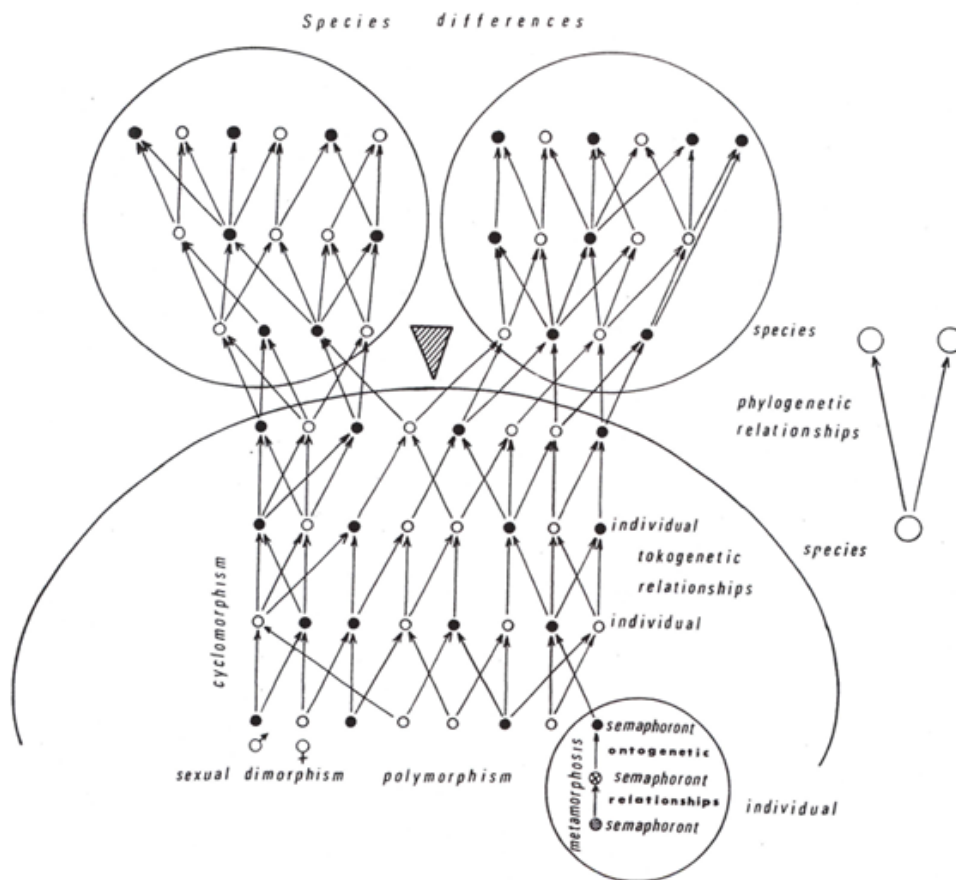 Species differences
species
phylogenetic
relationships
species
individual
tokogenetic
relationships
individual
cyclomorphism
♂ ♀
sexual dimorphism polymorphism
semaphoront
ontogenetic
semaphoront
relationships
semaphoront
metamorphosis
individual